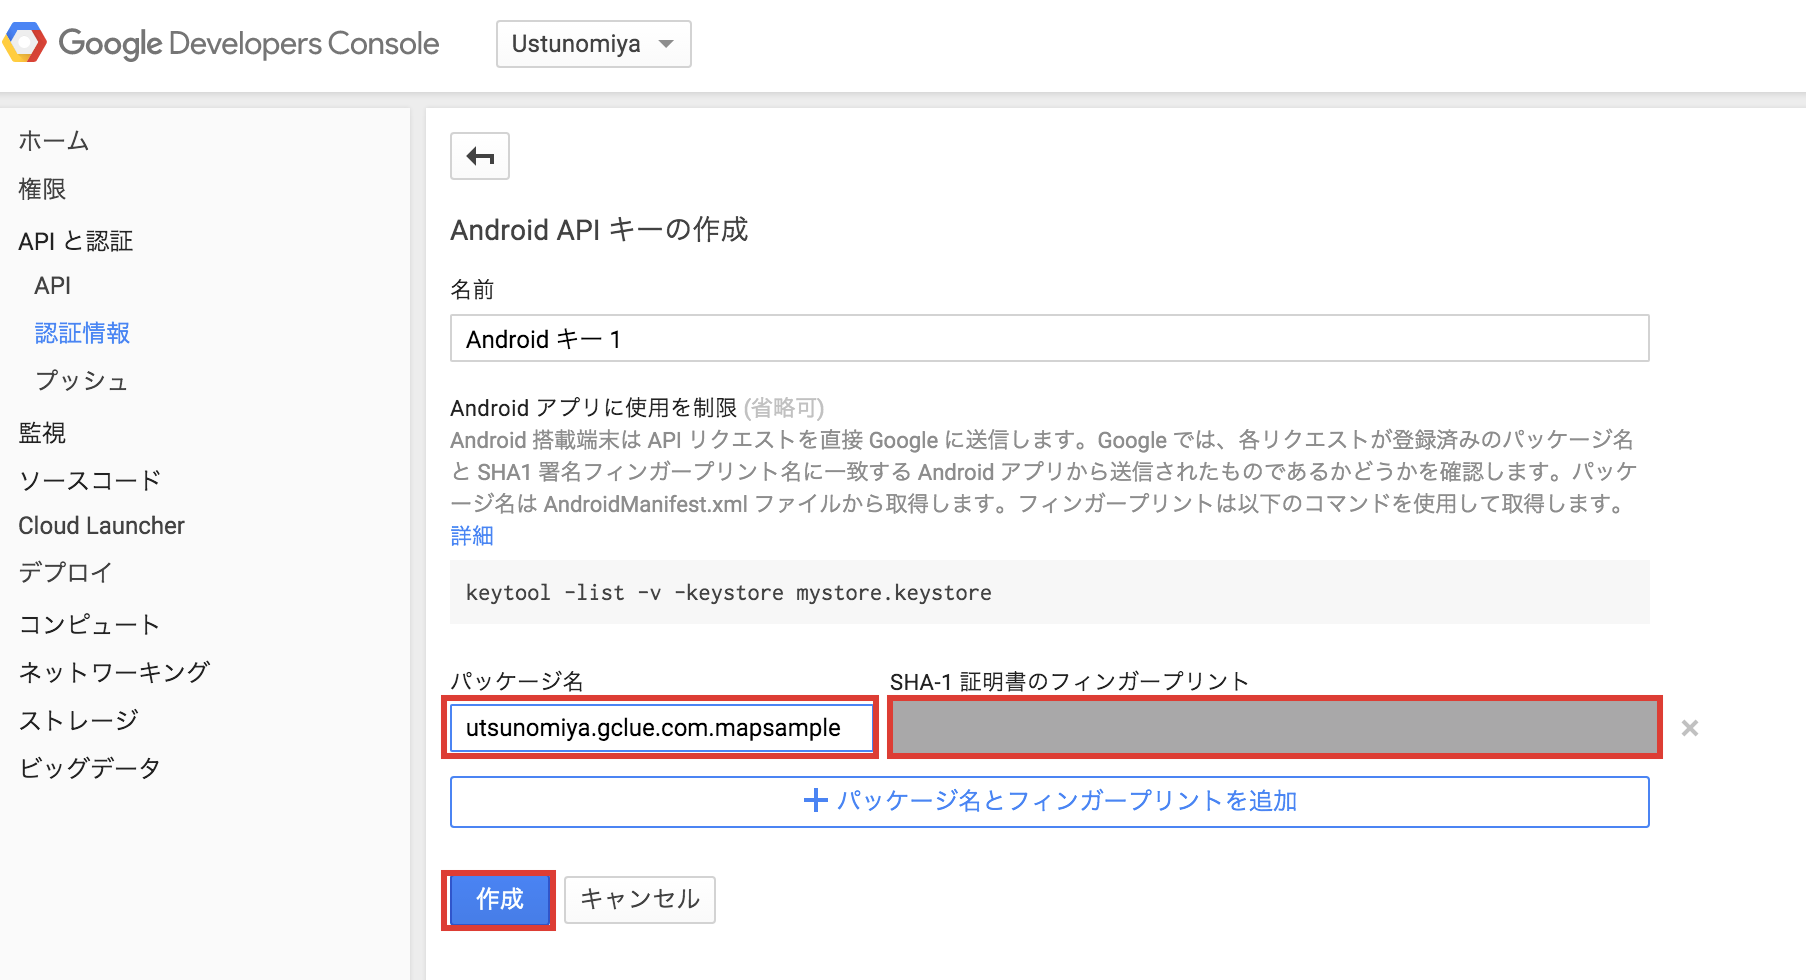 Google Developers Console
Ustunomiya
ホーム
権限
API と認証
API
認証情報
プッシュ
監視
ソースコード
Cloud Launcher
デプロイ
コンピュート
ネットワーキング
ストレージ
ビッグデータ
Android API キーの作成
名前
Android キー 1
Android アプリに使用を制限 (省略可)
Android 搭載端末は API リクエストを直接 Google に送信します。Google では、各リクエストが登録済みのパッケージ名
と SHA1 署名フィンガープリント名に一致する Android アプリから送信されたものであるかどうかを確認します。パッケ
ージ名は AndroidManifest.xml ファイルから取得します。フィンガープリントは以下のコマンドを使用して取得します。
詳細
keytool -list -v -keystore mystore.keystore
パッケージ名
SHA-1 証明書のフィンガープリント
utsunomiya.gclue.com.mapsample
パッケージ名とフィンガープリントを追加
作成
キャンセル